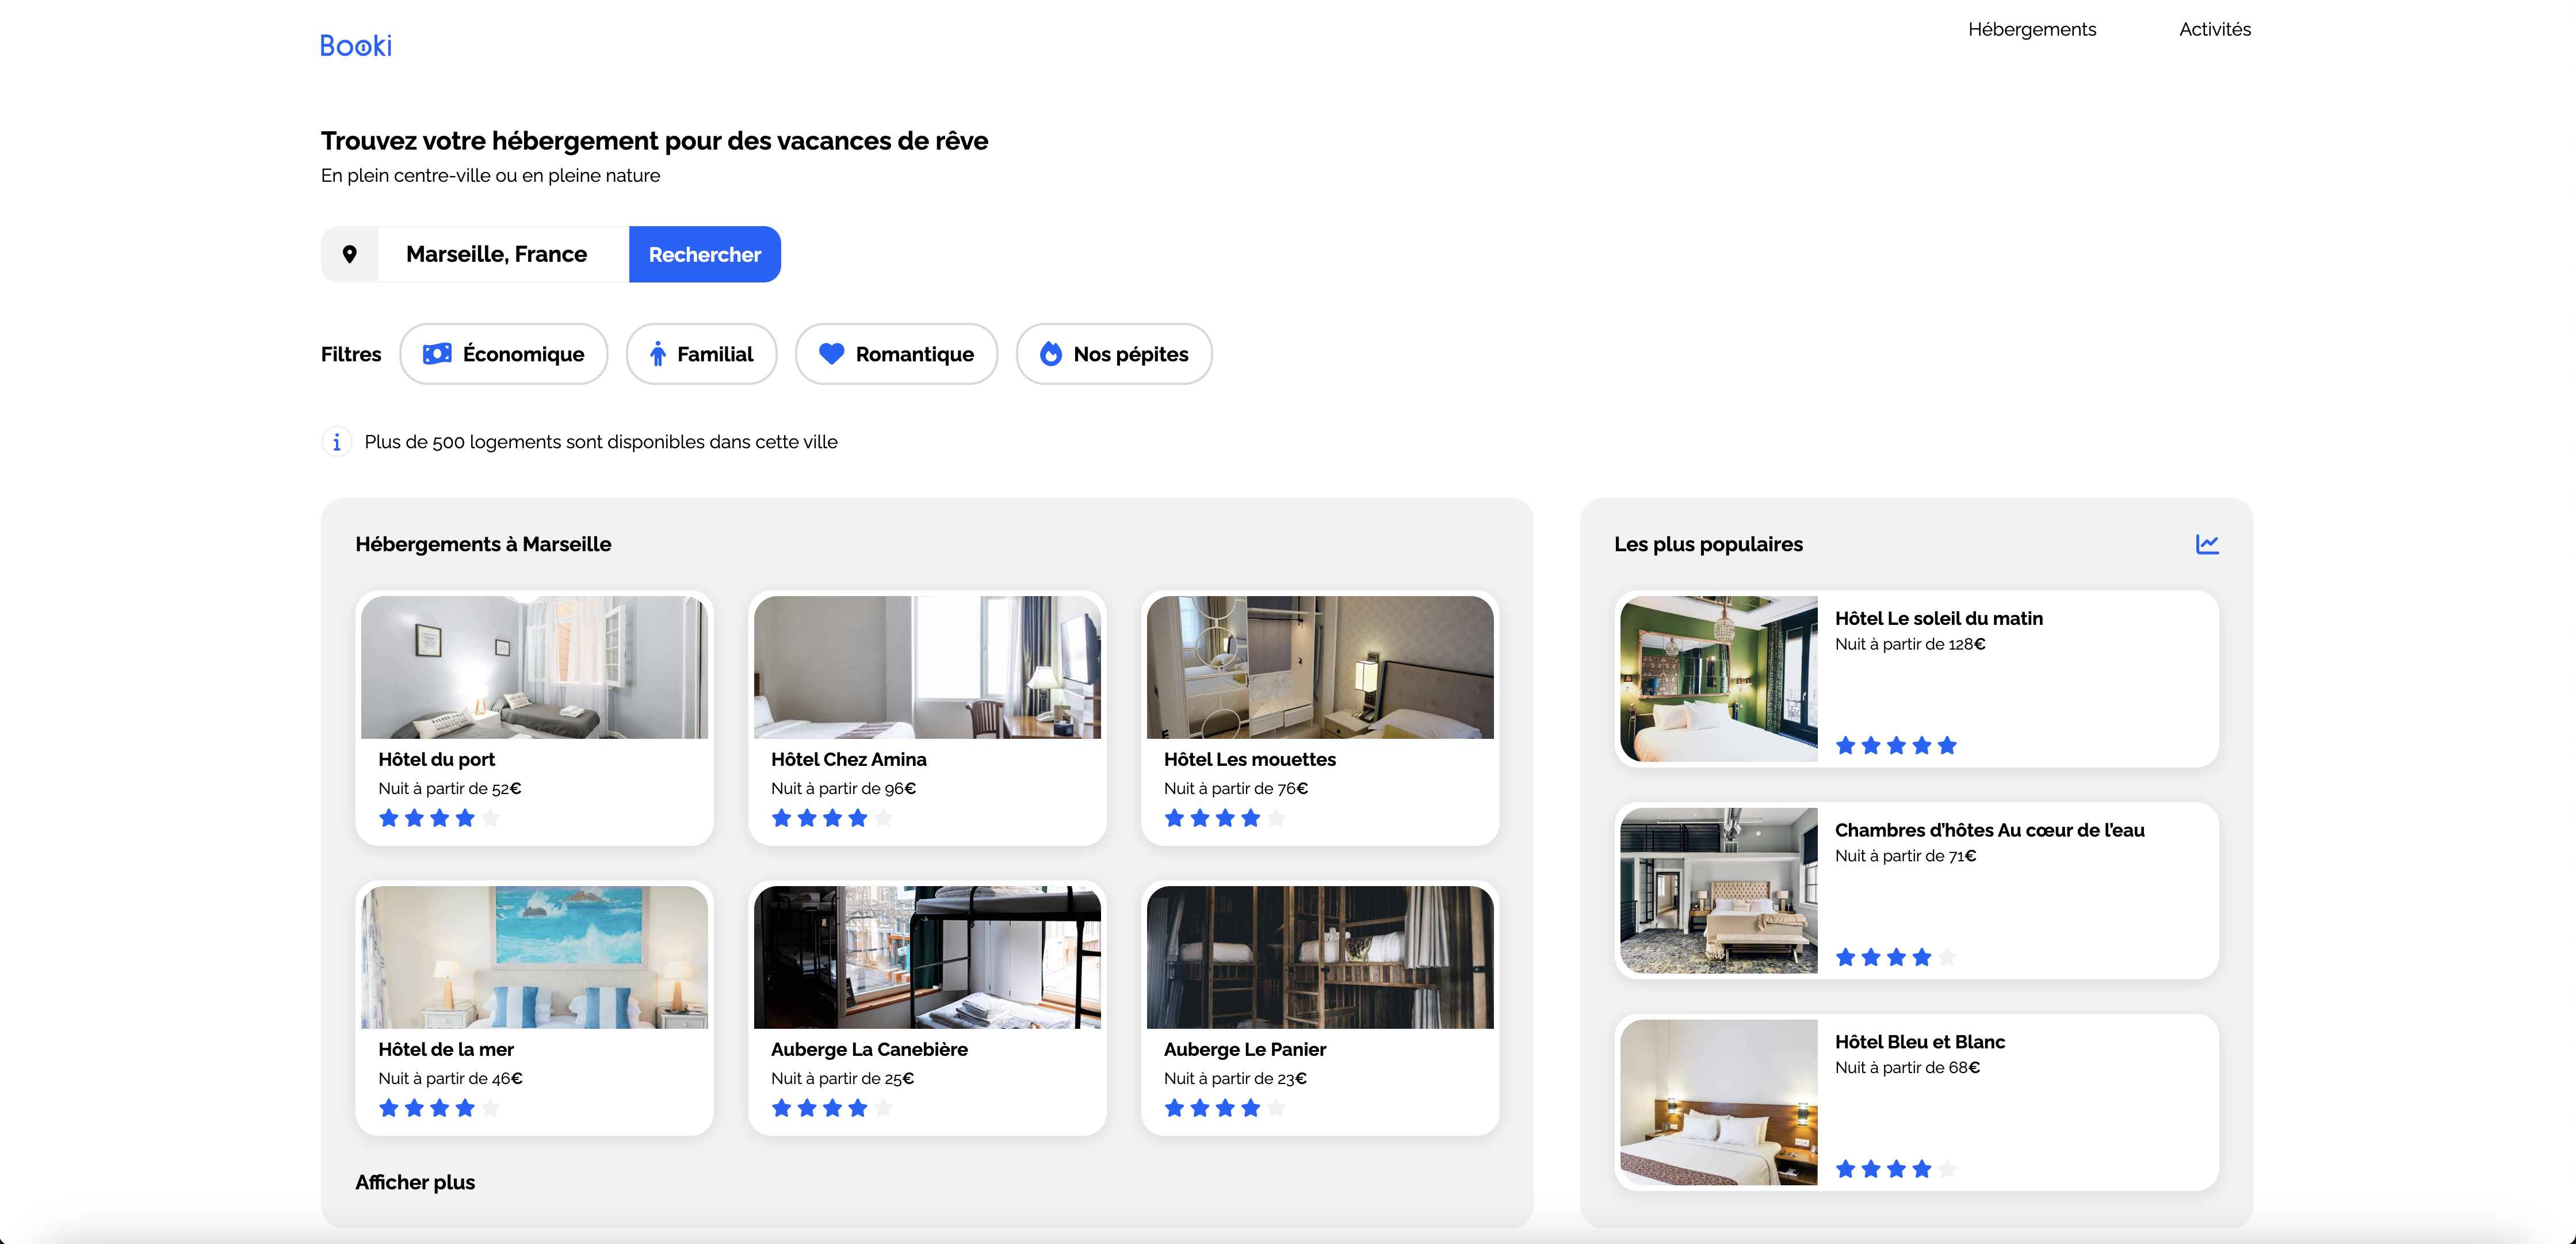 Booki
Hébergements
Activités
Trouvez votre hébergement pour des vacances de rêve
En plein centre-ville ou en pleine nature
Marseille, France
Rechercher
Filtres
Économique
Familial
Romantique
Nos pépites
Plus de 500 logements sont disponibles dans cette ville
Hébergements à Marseille
Hôtel du port
Nuit à partir de 52€
Hôtel Chez Amina
Nuit à partir de 96€
Hôtel Les mouettes
Nuit à partir de 76€
Hôtel de la mer
Nuit à partir de 46€
Auberge La Canebière
Nuit à partir de 25€
Auberge Le Panier
Nuit à partir de 23€
Afficher plus
Les plus populaires
Hôtel Le soleil du matin
Nuit à partir de 128€
Chambres d’hôtes Au cœur de l’eau
Nuit à partir de 71€
Hôtel Bleu et Blanc
Nuit à partir de 68€